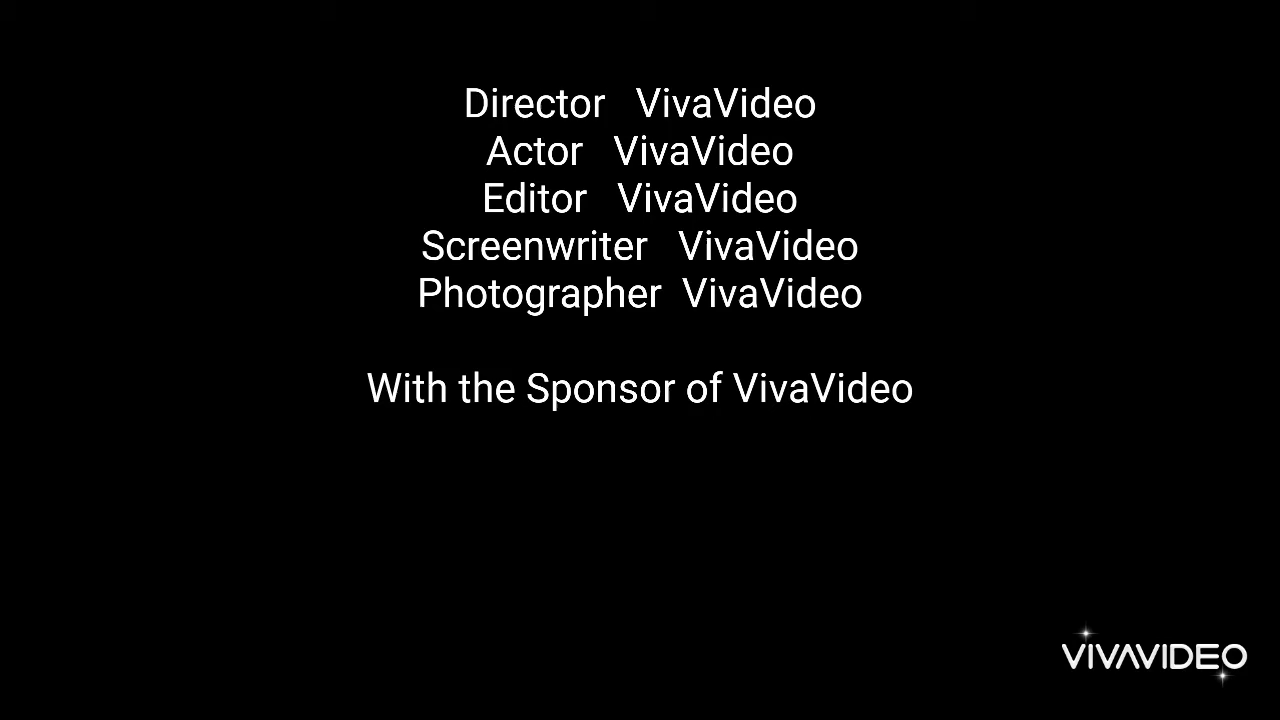 Director VivaVideo
Actor VivaVideo
Editor VivaVideo
Screenwriter VivaVideo
Photographer VivaVideo
With the Sponsor of VivaVideo
VIVAVIDEO